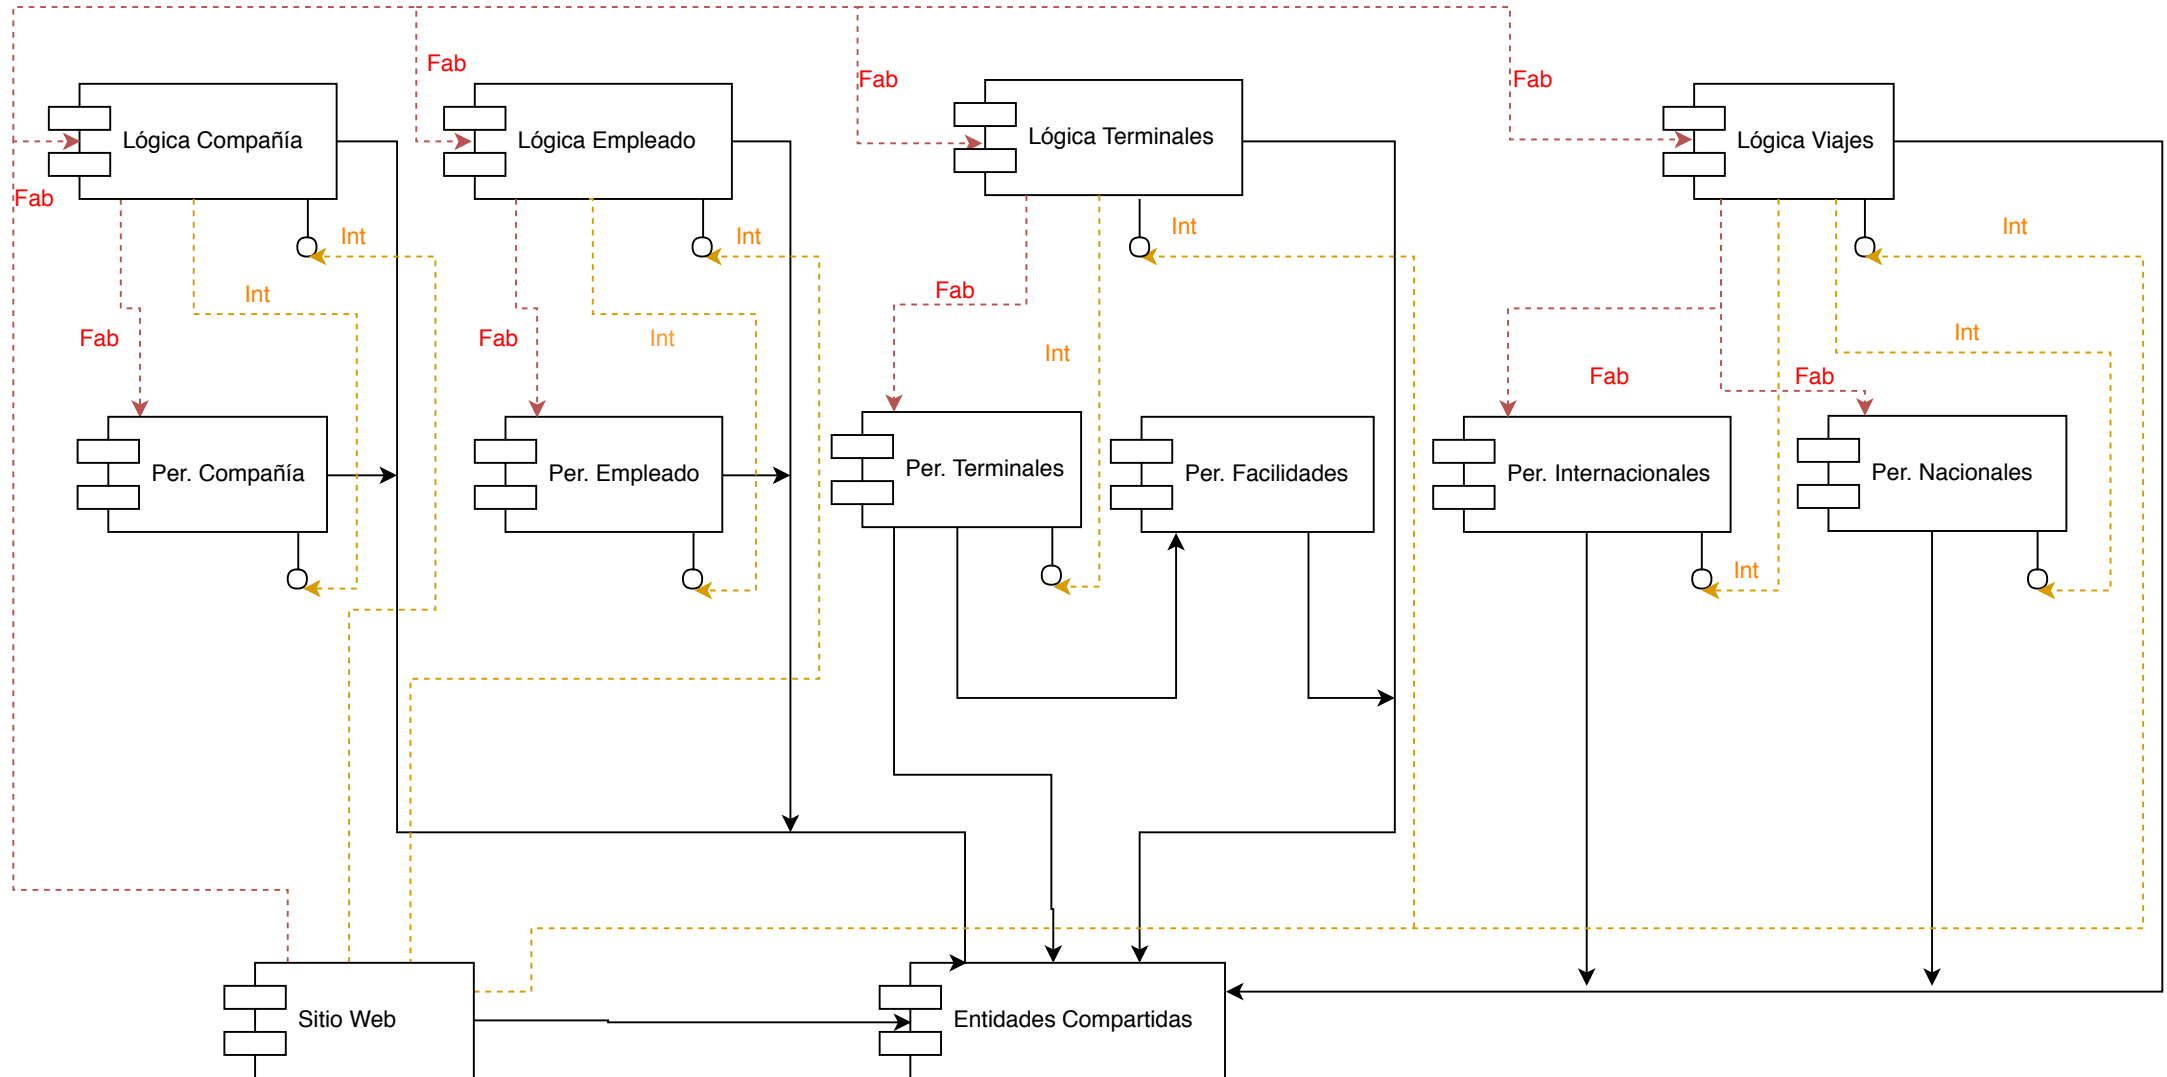 Fab
Fab
Fab
Lógica Compañía
Lógica Empleado
Lógica Terminales
Lógica Viajes
Fab
Int
Int
Int
Int
Int
Fab
Int
Fab
Fab
Int
Int
Fab
Fab
Per. Compañía
Per. Empleado
Per. Terminales
Per. Facilidades
Per. Internacionales
Per. Nacionales
Int
Sitio Web
Entidades Compartidas